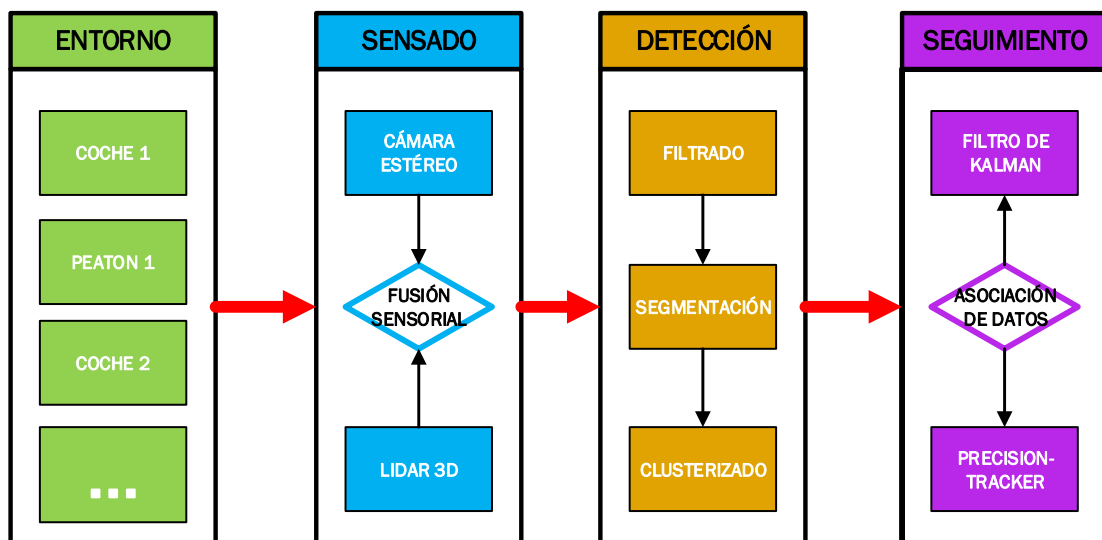 ENTORNO
COCHE 1
PEATON 1
COCHE 2
...
SENSADO
CÁMARA
ESTÉREO
FUSIÓN
SENSORIAL
LIDAR 3D
DETECCIÓN
FILTRADO
SEGMENTACIÓN
CLUSTERIZADO
SEGUIMIENTO
FILTRO DE
KALMAN
ASOCIACIÓN
DE DATOS
PRECISION-
TRACKER